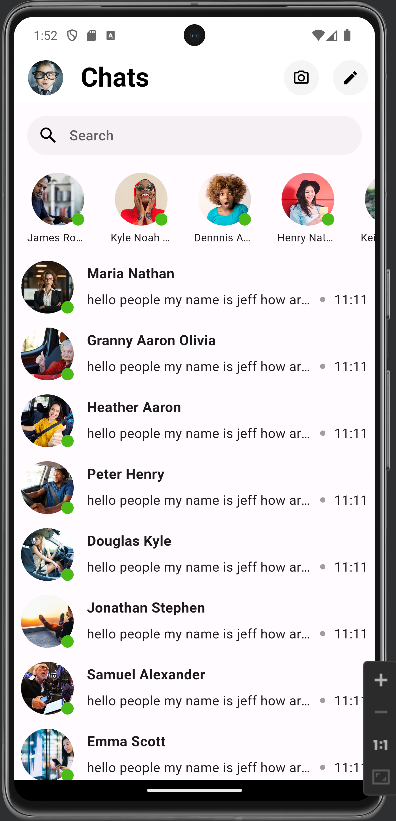 1:52
Chats
Search
James Ro...
Kyle Noah ...
Dennnis A...
Henry Nat...
Kei
Maria Nathan
hello people my name is jeff how ar... • 11:11
Granny Aaron Olivia
hello people my name is jeff how ar... • 11:11
Heather Aaron
hello people my name is jeff how ar... • 11:11
Peter Henry
hello people my name is jeff how ar... • 11:11
Douglas Kyle
hello people my name is jeff how ar... • 11:11
Jonathan Stephen
hello people my name is jeff how ar... • 11:11
Samuel Alexander
hello people my name is jeff how ar... • 11:11
Emma Scott
hello people my name is jeff how ar... • 11:11
1:1